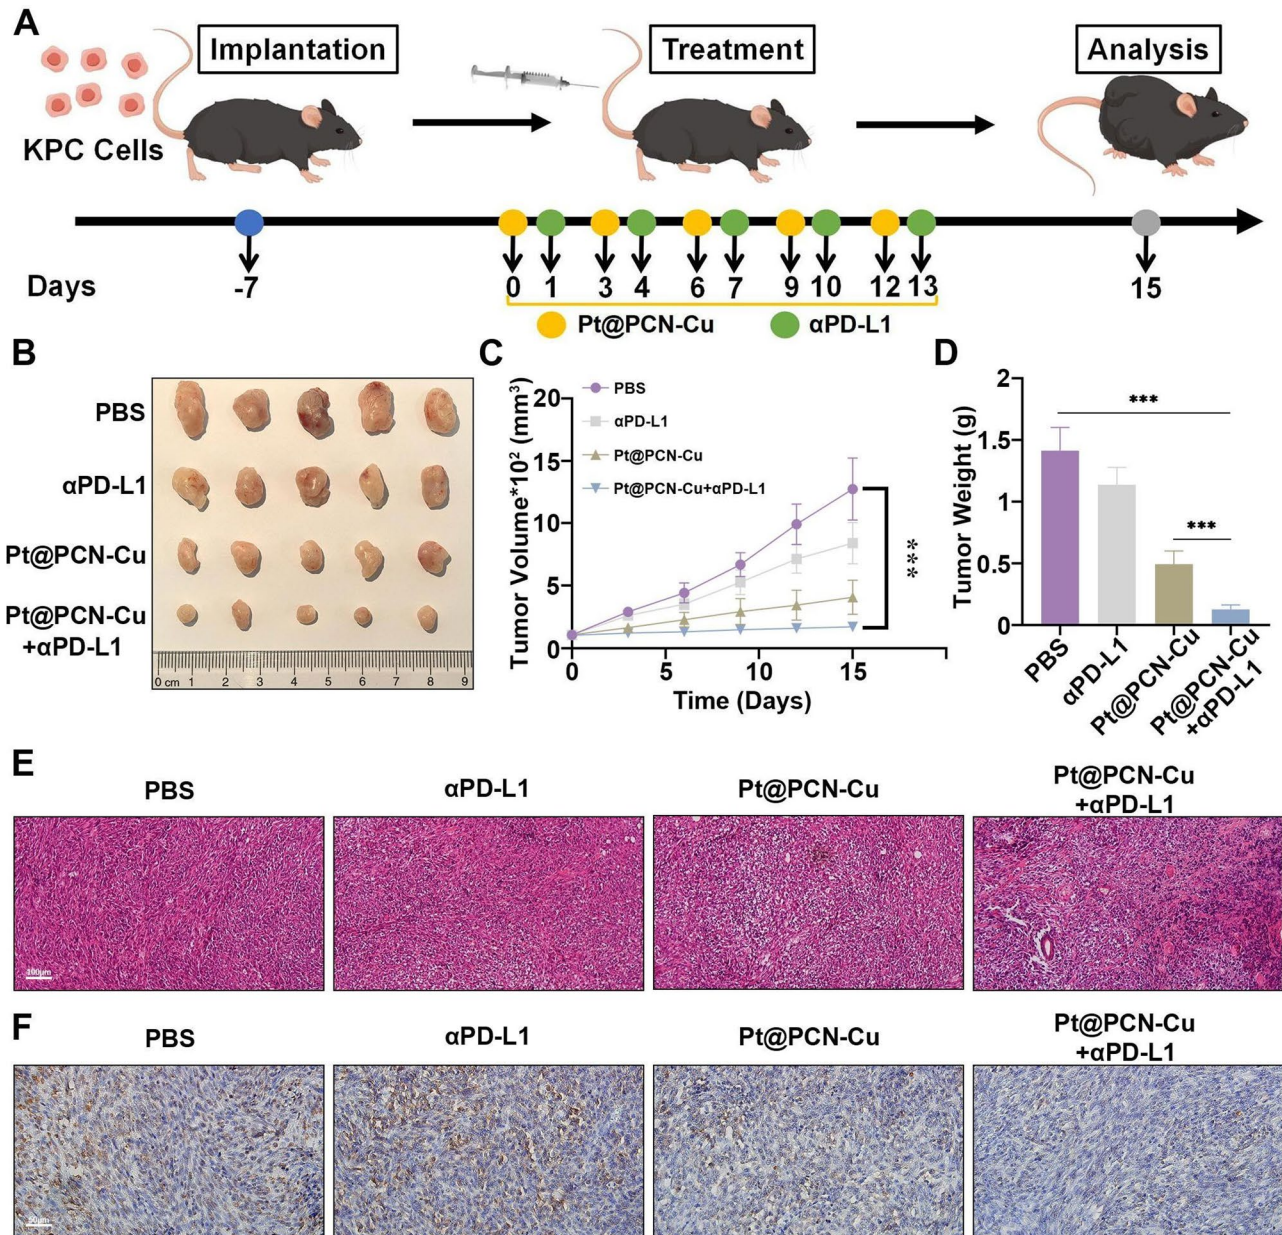 A
Implantation
Treatment
Analysis
KPC Cells
Days
-7
0 1 3 4 6 7 9 10 12 13
15
Pt@PCN-Cu
αPD-L1
B
PBS
αPD-L1
Pt@PCN-Cu
Pt@PCN-Cu
+αPD-L1
0 cm 1 2 3 4 5 6 7 8 9
C
PBS
αPD-L1
Pt@PCN-Cu
Pt@PCN-Cu+αPD-L1
Tumor Volume*10² (mm³)
20
15
10
5
0
0 5 10 15
Time (Days)
***
D
Tumor Weight (g)
2
1.5
1
0.5
0
***
***
PBS
αPD-L1
Pt@PCN-Cu
Pt@PCN-Cu
+αPD-L1
E
PBS
αPD-L1
Pt@PCN-Cu
Pt@PCN-Cu
+αPD-L1
100μm
F
PBS
αPD-L1
Pt@PCN-Cu
Pt@PCN-Cu
+αPD-L1
50μm